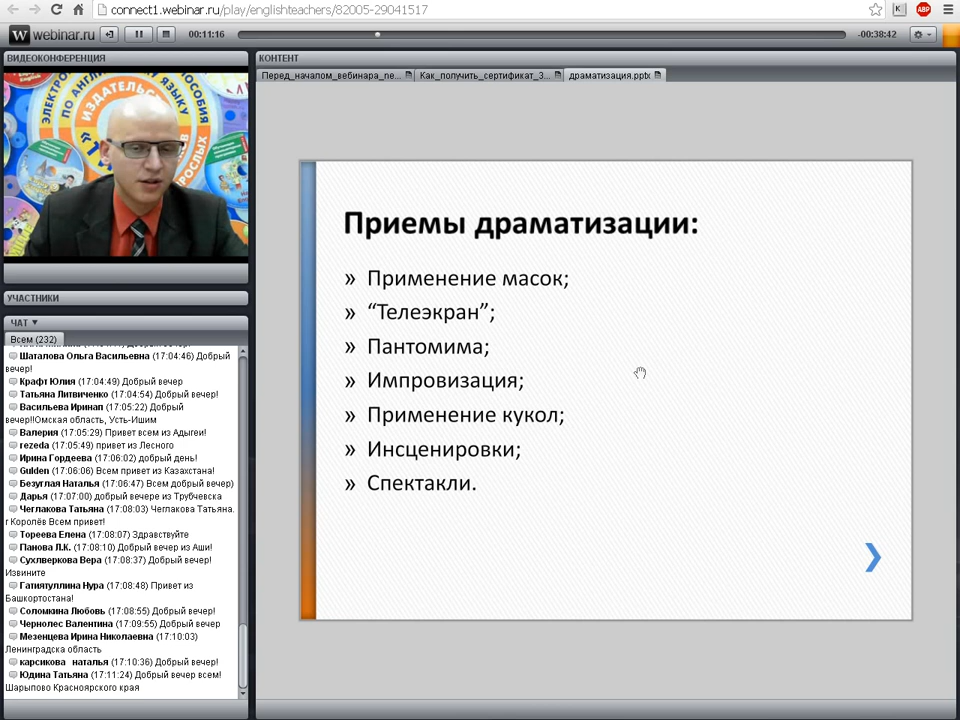 connect1.webinar.ru/play/englishteachers/82005-29041517
K
ABP
W webinar.ru
00:11:16
-00:38:42
ВИДЕОКОНФЕРЕНЦИЯ
ЭЛЕКТРО
ПОСОБИЯ
ПО АНГЛ
ЯЗЫКУ
ИЗДАТЕЛЬСТВ
УЧАСТНИКИ
ЧАТ ▼
Всем (232)
Шаталова Ольга Васильевна (17:04:46) Добрый
вечер!
Крафт Юлия (17:04:49) Добрый вечер
Татьяна Литвиченко (17:04:54) Добрый вечер!
Васильева Иринап (17:05:22) Добрый
вечер!!Омская область, Усть-Ишим
Валерия (17:05:29) Привет всем из Адыгеи!
rezeda (17:05:49) привет из Лесного
Ирина Гордеева (17:06:02) добрый день!
Gulden (17:06:06) Всем привет из Казахстана!
Безуглая Наталья (17:06:47) Всем добрый вечер)
Дарья (17:07:00) добрый вечере из Трубчевска
Чеглакова Татьяна (17:08:03) Чеглакова Татьяна.
г Королёв Всем привет!
Тореева Елена (17:08:07) Здравствуйте
Панова Л.К. (17:08:10) Добрый вечер из Аши!
Сухлверкова Вера (17:08:37) Добрый вечер!
Извините
Гатиятуллина Нура (17:08:48) Привет из
Башкортостана!
Соломкина Любовь (17:08:55) Добрый вечер!
Чернолес Валентина (17:09:55) Добрый вечер
Мезенцева Ирина Николаевна (17:10:03)
Ленинградска область
карсикова наталья (17:10:36) Добрый вечер!
Юдина Татьяна (17:11:24) Добрый вечер всем!
Шарыпово Красноярского края
КОНТЕНТ
Перед_началом_вебинара_пе...
Как_получить_сертификат_3...
драматизация.pptx
Приемы драматизации:
» Применение масок;
» “Телеэкран”;
» Пантомима;
» Импровизация;
» Применение кукол;
» Инсценировки;
» Спектакли.